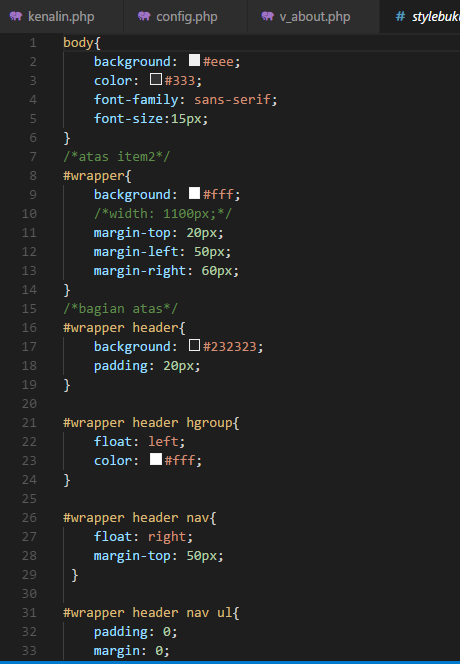 kenalin.php config.php v_about.php # stylebuk
1 body{
2 background: #eee;
3 color: #333;
4 font-family: sans-serif;
5 font-size:15px;
6 }
7 /*atas item2*/
8 #wrapper{
9 background: #fff;
10 /*width: 1100px;*/
11 margin-top: 20px;
12 margin-left: 50px;
13 margin-right: 60px;
14 }
15 /*bagian atas*/
16 #wrapper header{
17 background: #232323;
18 padding: 20px;
19 }
20
21 #wrapper header hgroup{
22 float: left;
23 color: #fff;
24 }
25
26 #wrapper header nav{
27 float: right;
28 margin-top: 50px;
29 }
30
31 #wrapper header nav ul{
32 padding: 0;
33 margin: 0;